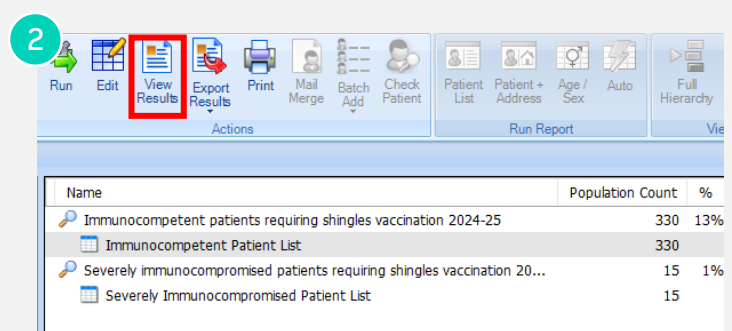 2
Run Edit View Results Export Results Print Mail Merge Batch Add Check Patient Patient List Patient + Address Age / Sex Auto Full Hierarchy
Actions Run Report Vie
Name Population Count %
Immunocompetent patients requiring shingles vaccination 2024-25 330 13%
Immunocompetent Patient List 330
Severely immunocompromised patients requiring shingles vaccination 20... 15 1%
Severely Immunocompromised Patient List 15